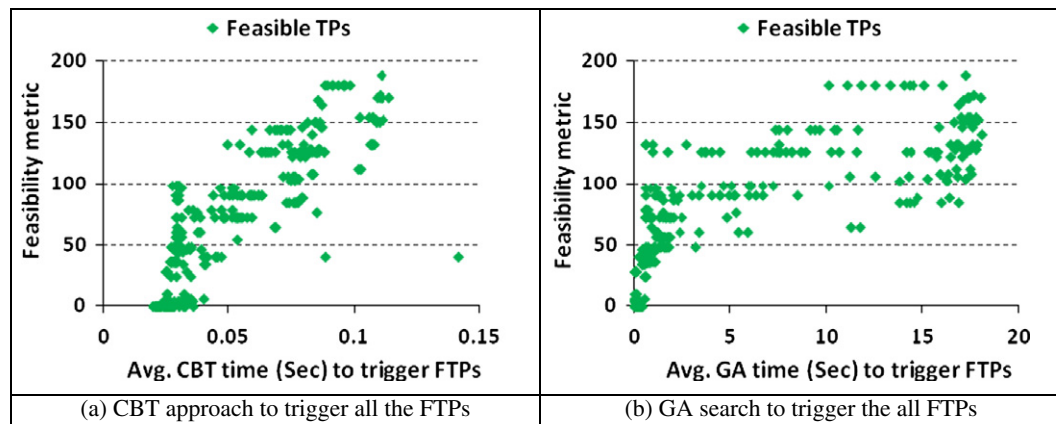 Feasible TPs
200
150
100
50
0
Feasibility metric
0 0.05 0.1 0.15
Avg. CBT time (Sec) to trigger FTPs
(a) CBT approach to trigger all the FTPs
Feasible TPs
200
150
100
50
0
Feasibility metric
0 5 10 15 20
Avg. GA time (Sec) to trigger FTPs
(b) GA search to trigger the all FTPs